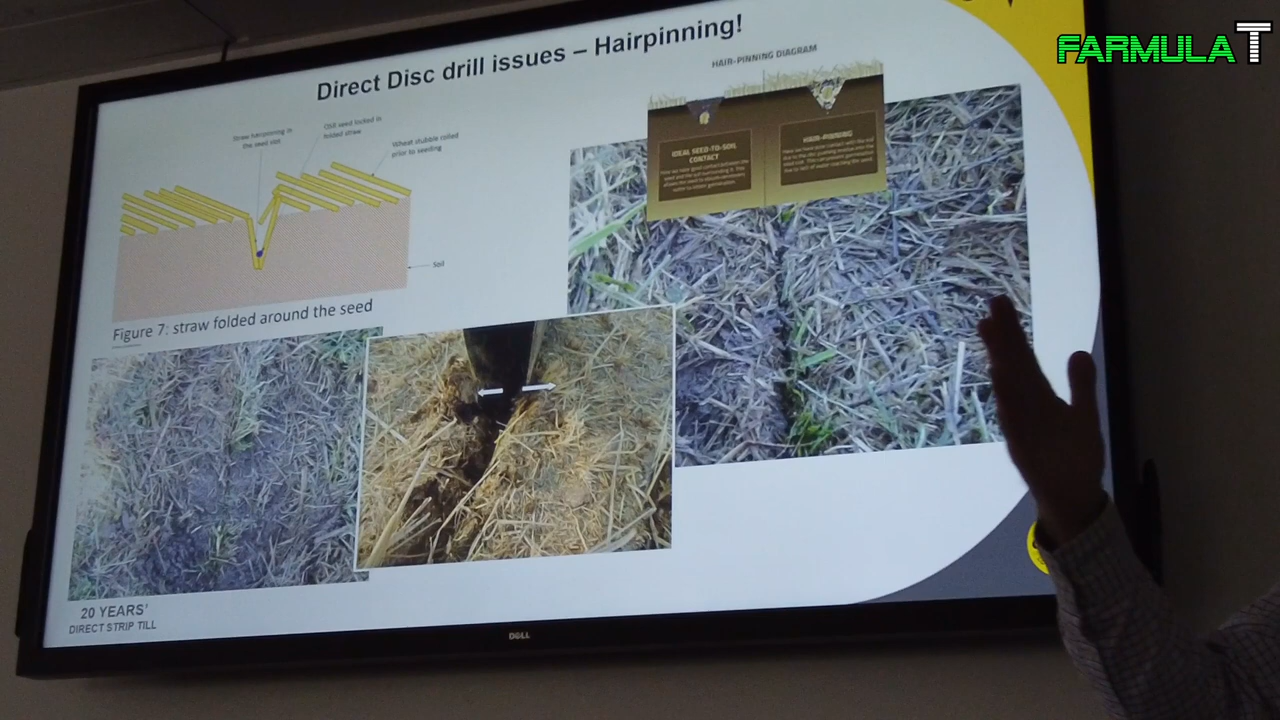 FARMULAT
Direct Disc drill issues – Hairpinning!
HAIR-PINNING DIAGRAM
Straw hairpinning in
the seed slot
OSR seed locked in
folded straw
Wheat stubble rolled
prior to seeding
Soil
Figure 7: straw folded around the seed
IDEAL SEED-TO-SOIL
CONTACT
HAIR-PINNING
20 YEARS'
DIRECT STRIP TILL
DELL